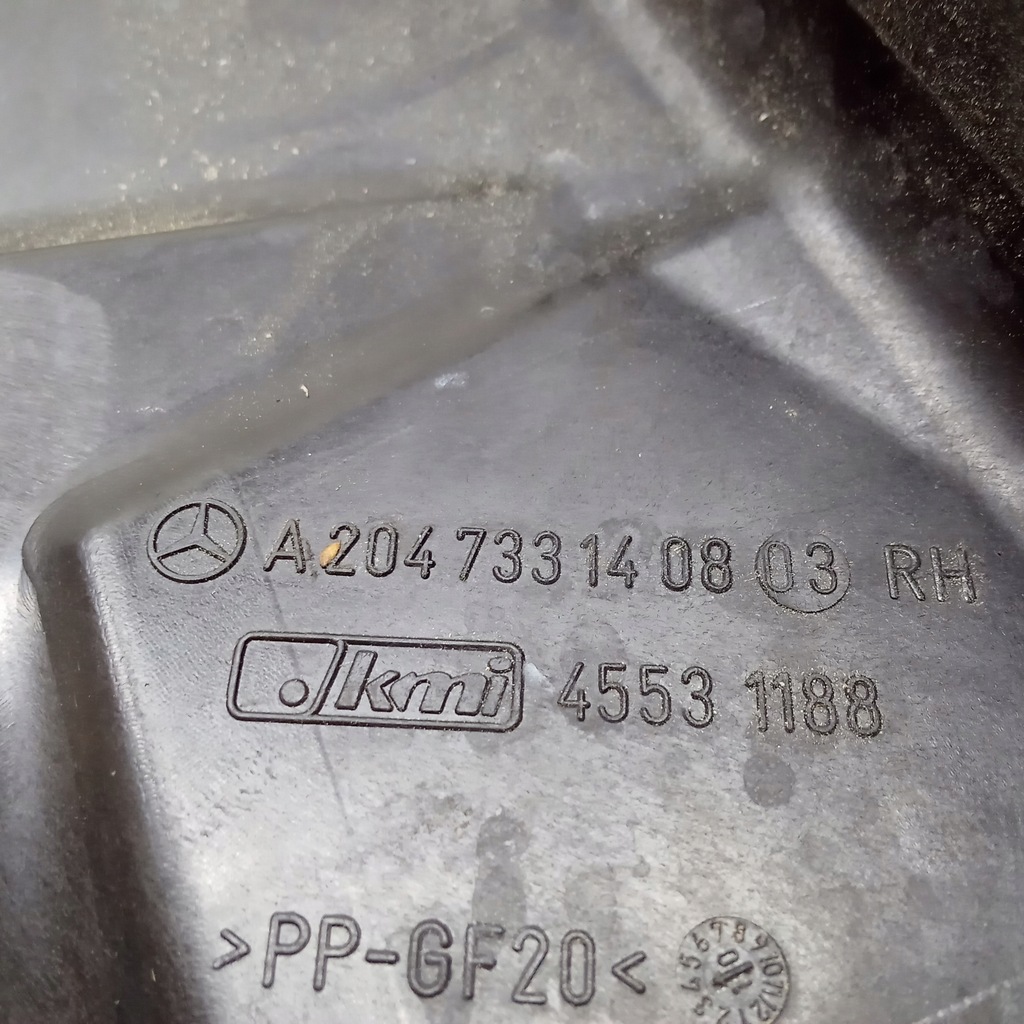 A 204 733 14 08 03 RH
kmi 4553 1188
>PP-GF20<